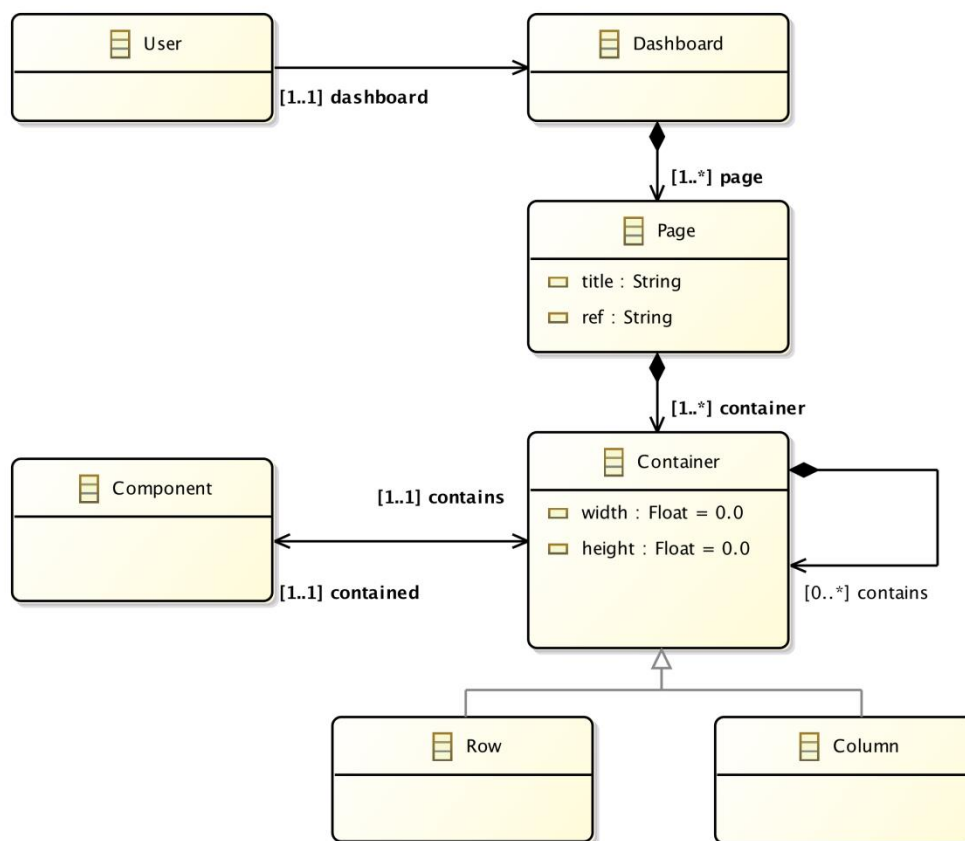 User
Dashboard
[1..1] dashboard
[1..*] page
Page
title : String
ref : String
[1..*] container
Container
width : Float = 0.0
height : Float = 0.0
Component
[1..1] contains
[1..1] contained
[0..*] contains
Row
Column